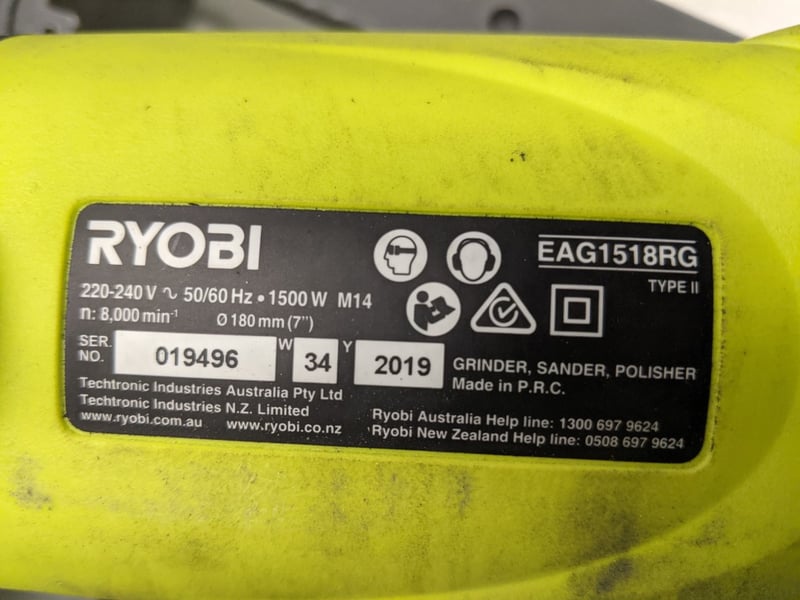 RYOBI
EAG1518RG
TYPE II
220-240 V ∿ 50/60 Hz • 1500 W M14
n: 8,000 min⁻¹ Ø 180 mm (7”)
SER. NO. 019496 W 34 Y 2019
GRINDER, SANDER, POLISHER
Made in P.R.C.
Techtronic Industries Australia Pty Ltd
Techtronic Industries N.Z. Limited
www.ryobi.com.au www.ryobi.co.nz
Ryobi Australia Help line: 1300 697 9624
Ryobi New Zealand Help line: 0508 697 9624